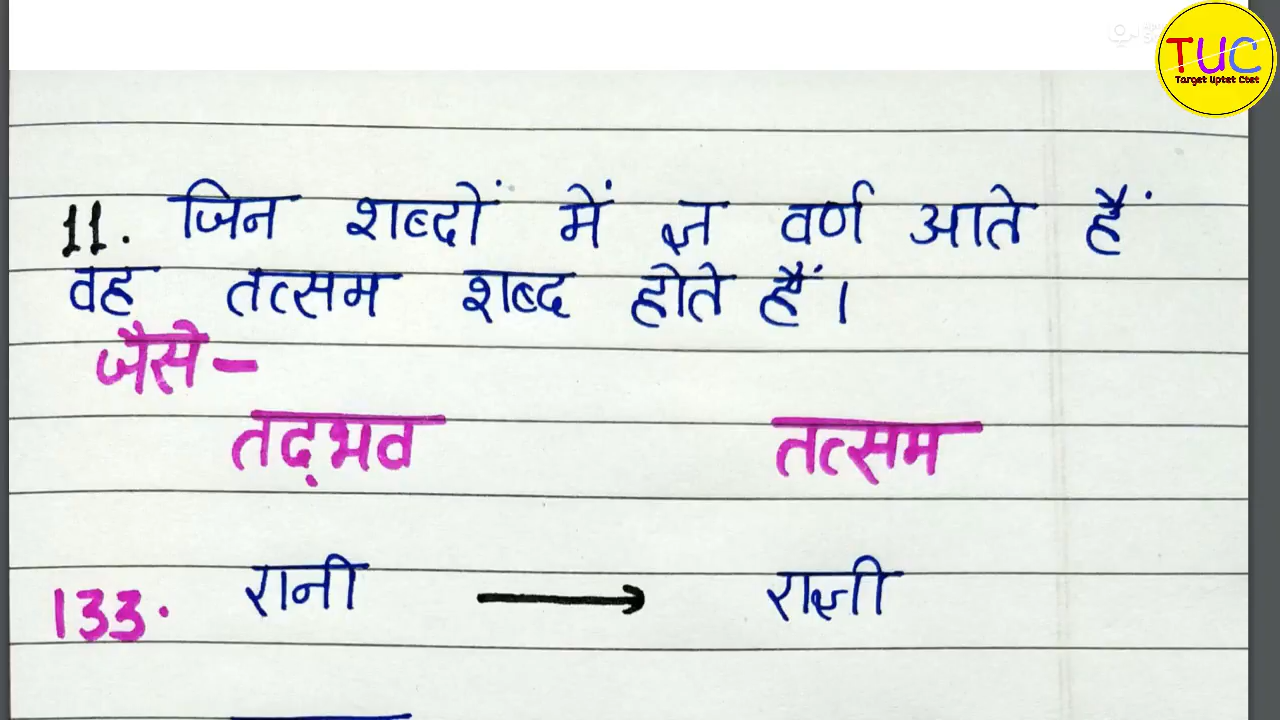 TUC
Target Uptet Ctet
11. जिन शब्दों में ज्ञ वर्ण आते हैं
वह तत्सम शब्द होते हैं।
जैसे -
तद्भव तत्सम
133. रानी → राज्ञी